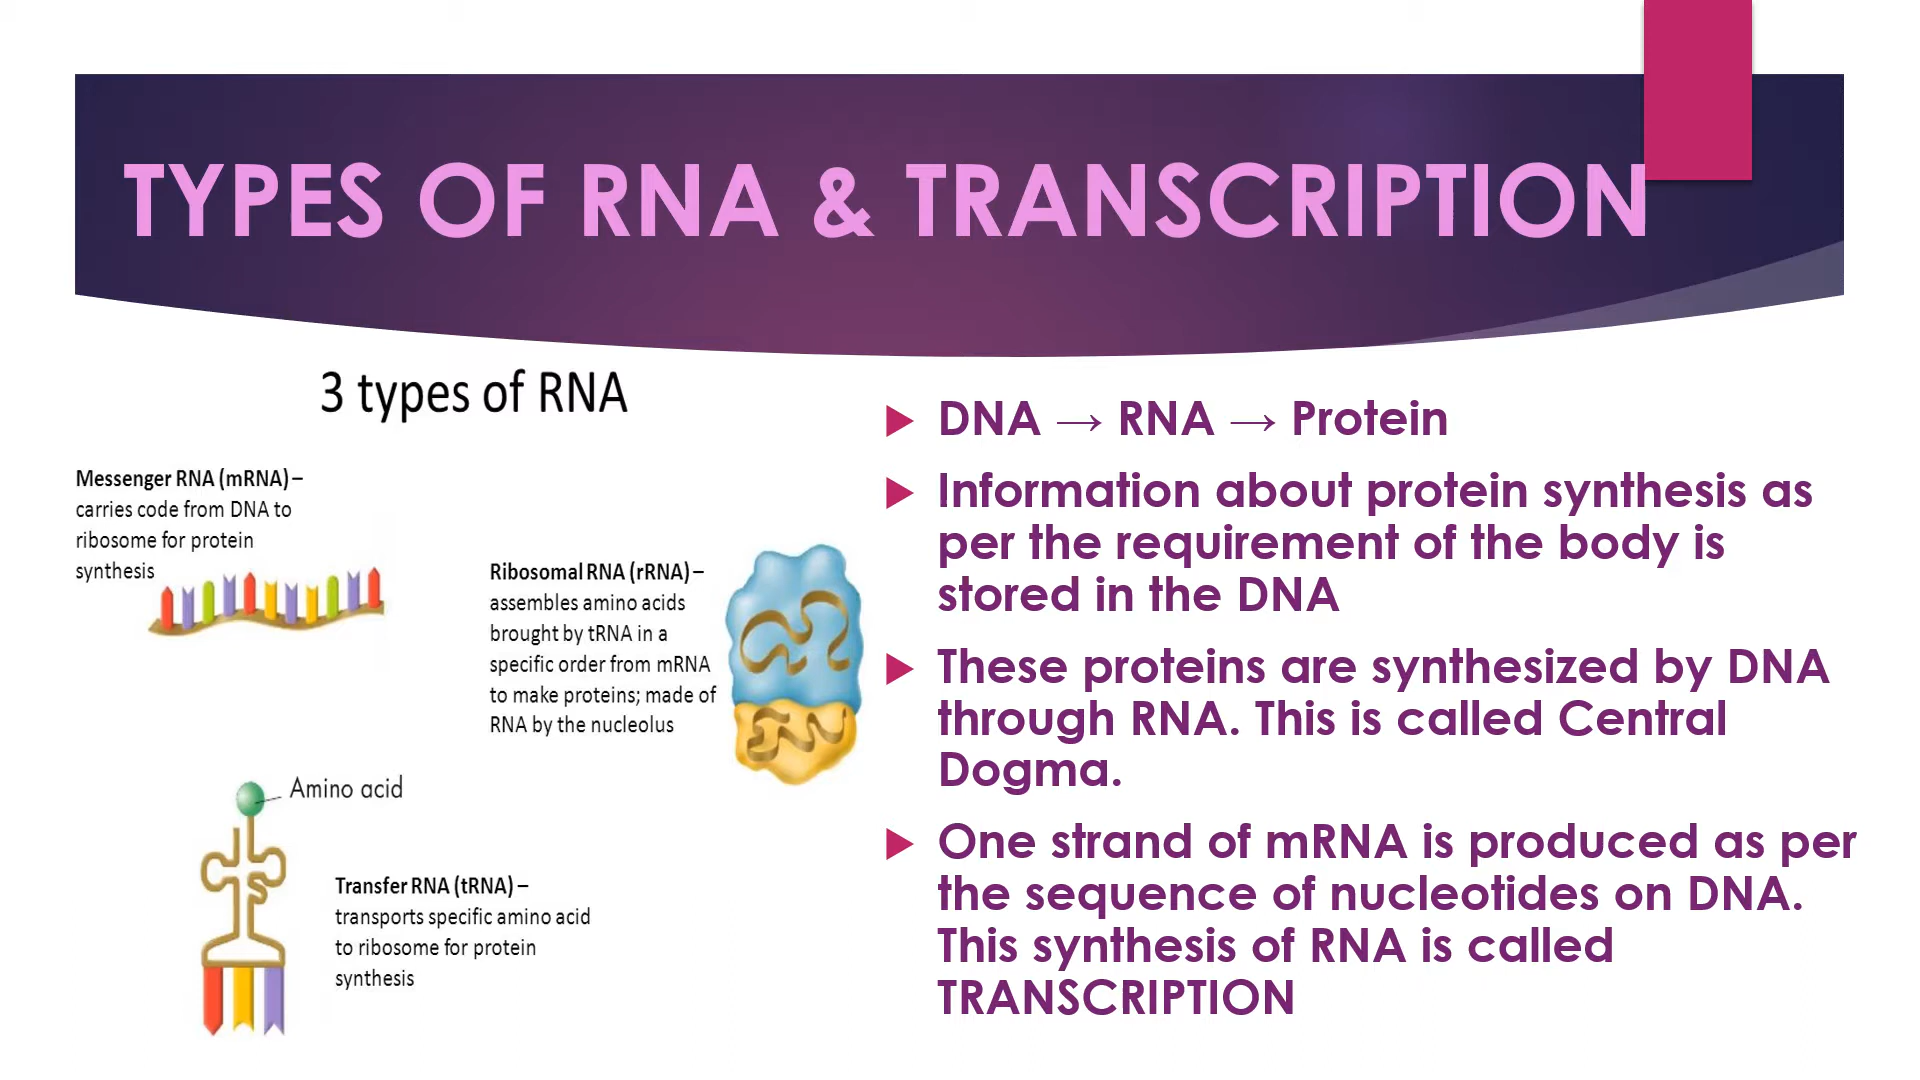 TYPES OF RNA & TRANSCRIPTION
3 types of RNA
Messenger RNA (mRNA) –
carries code from DNA to
ribosome for protein
synthesis
Ribosomal RNA (rRNA) –
assembles amino acids
brought by tRNA in a
specific order from mRNA
to make proteins; made of
RNA by the nucleolus
Amino acid
Transfer RNA (tRNA) –
transports specific amino acid
to ribosome for protein
synthesis
DNA → RNA → Protein
Information about protein synthesis as
per the requirement of the body is
stored in the DNA
These proteins are synthesized by DNA
through RNA. This is called Central
Dogma.
One strand of mRNA is produced as per
the sequence of nucleotides on DNA.
This synthesis of RNA is called
TRANSCRIPTION